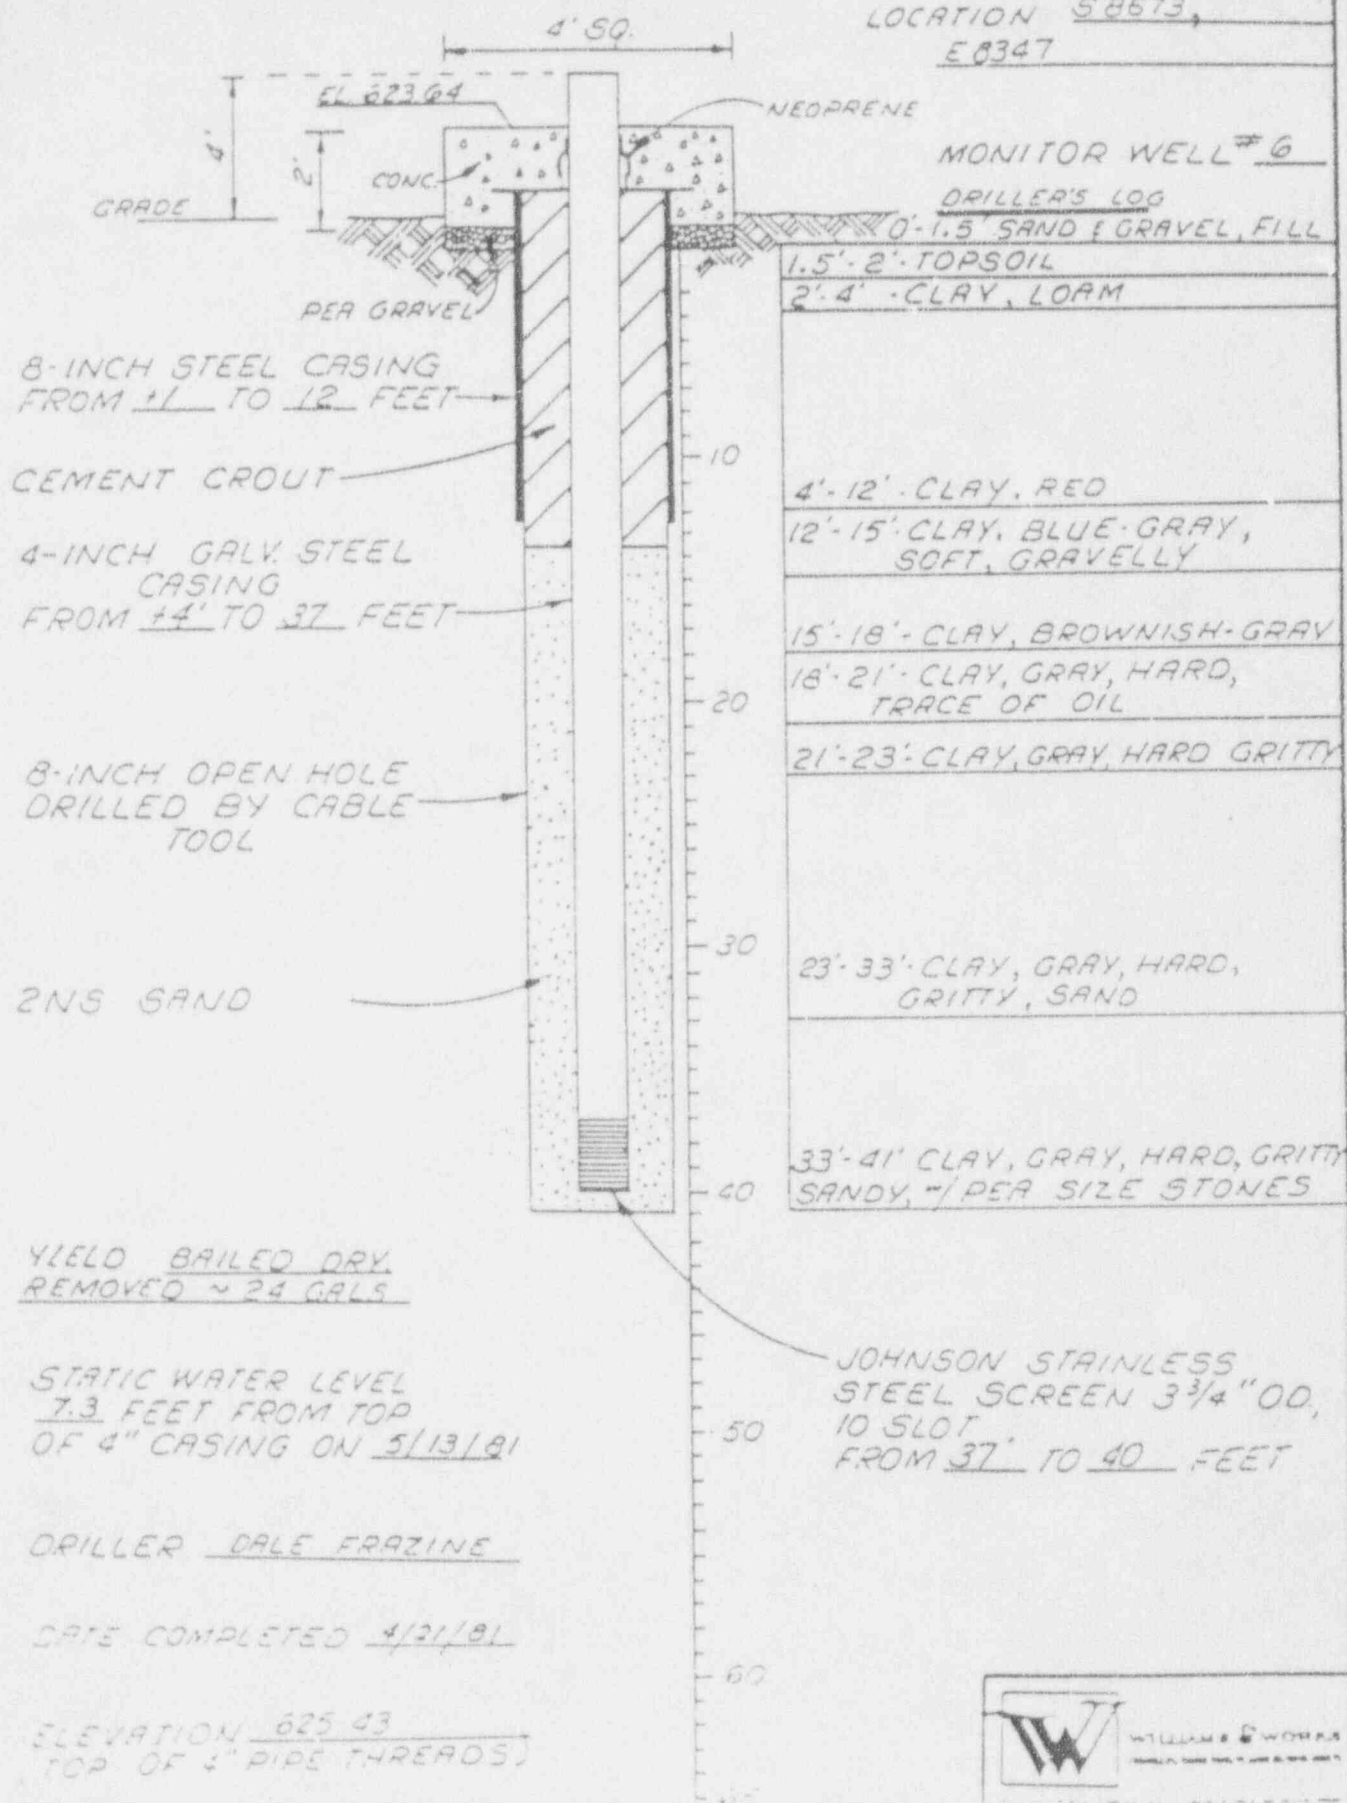 LOCATION S8673,
E8347
4' SQ.
EL. 623.64
NEOPRENE
4'
2'
CONC.
GRADE
MONITOR WELL #6
DRILLER'S LOG
0'-1.5' SAND & GRAVEL, FILL
1.5'-2'-TOPSOIL
2'-4' -CLAY, LOAM
PEA GRAVEL
8-INCH STEEL CASING
FROM +1 TO 12 FEET
CEMENT GROUT
10
4'-12'-CLAY, RED
12'-15'-CLAY, BLUE-GRAY,
SOFT, GRAVELLY
4-INCH GALV. STEEL
CASING
FROM +4' TO 37 FEET
15'-18'-CLAY, BROWNISH-GRAY
18'-21'-CLAY, GRAY, HARD,
TRACE OF OIL
20
21'-23'-CLAY, GRAY, HARD GRITTY
8-INCH OPEN HOLE
DRILLED BY CABLE
TOOL
30
23'-33'-CLAY, GRAY, HARD,
GRITTY, SAND
2NS SAND
33'-41' CLAY, GRAY, HARD, GRITTY
SANDY, -/PEA SIZE STONES
40
YIELD BAILED DRY.
REMOVED ~ 24 GALS
STATIC WATER LEVEL
7.3 FEET FROM TOP
OF 4" CASING ON 5/13/81
JOHNSON STAINLESS
STEEL SCREEN 3 3/4" OD,
10 SLOT
FROM 37' TO 40 FEET
50
DRILLER DALE FRAZINE
DATE COMPLETED 4/21/81
60
ELEVATION 625.43
TOP OF 4" PIPE THREADS)
WILLIAMS & WORKS